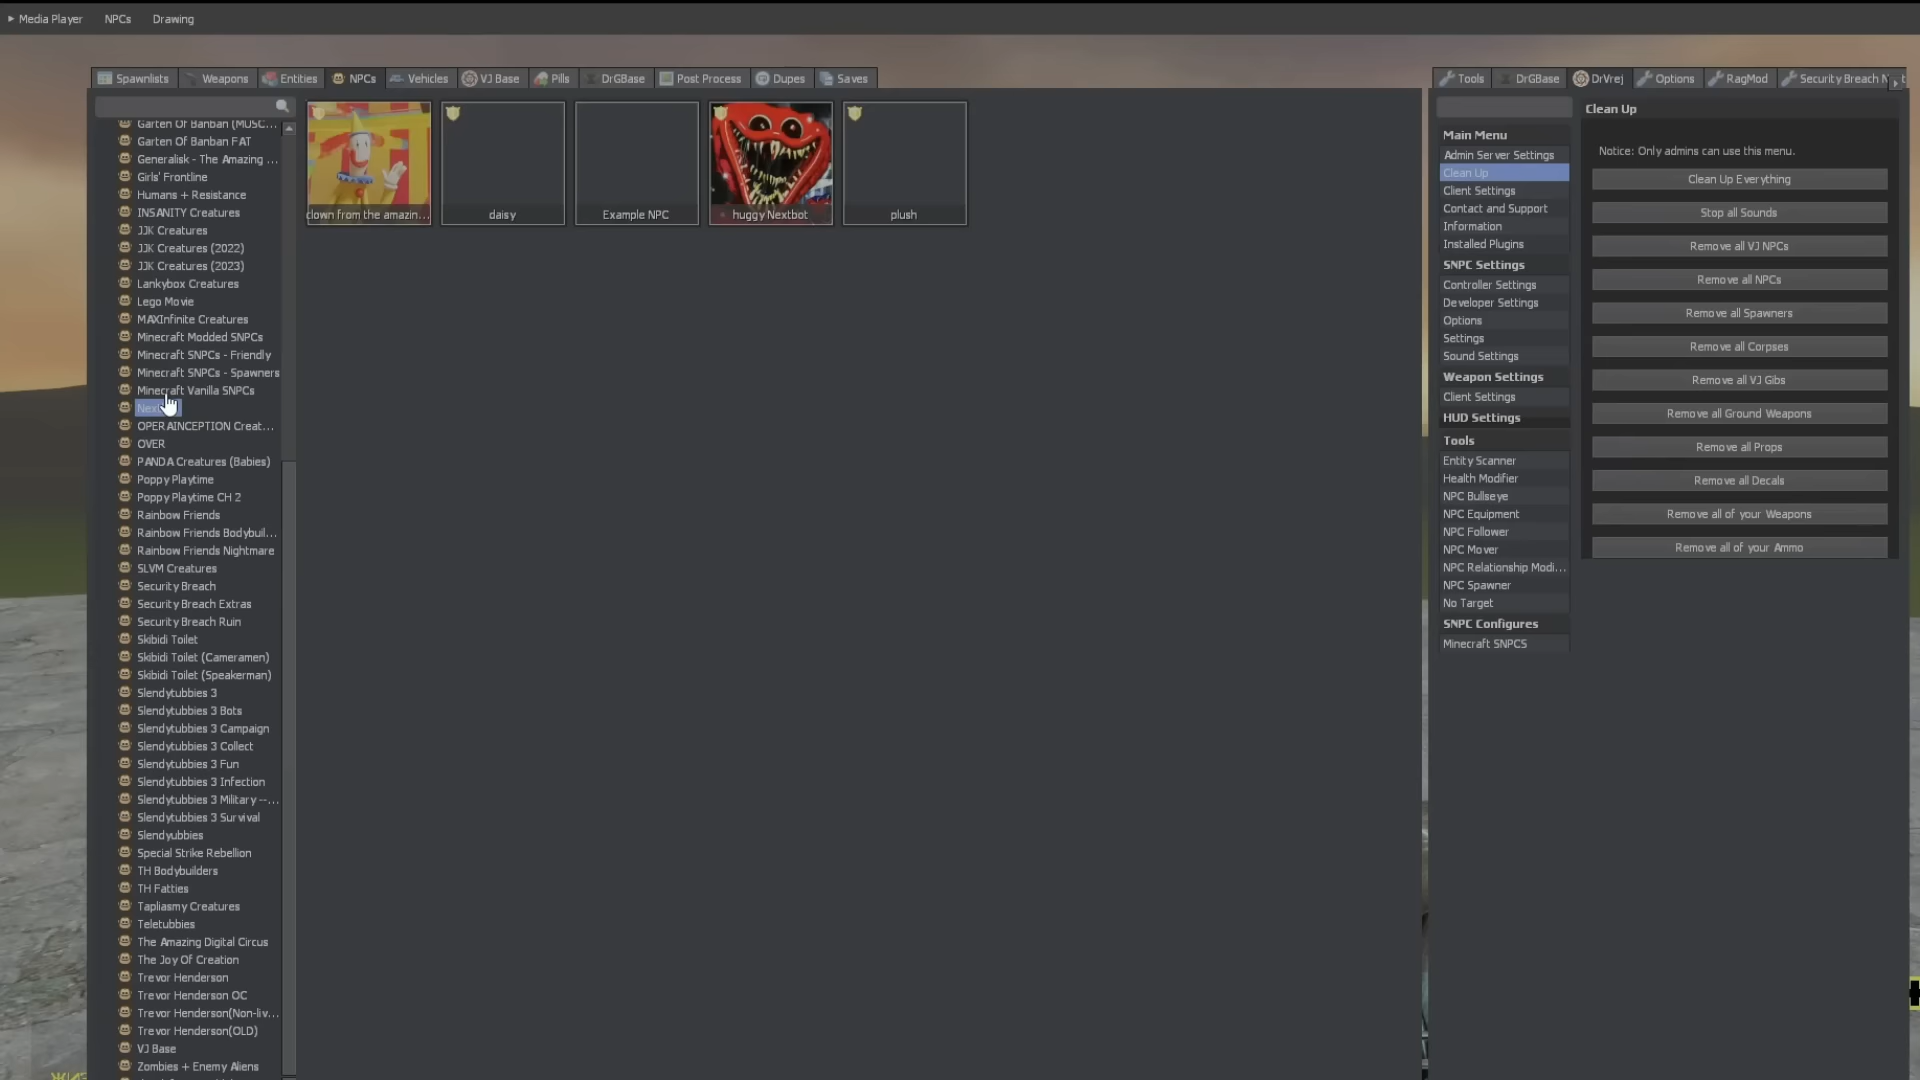 Media Player NPCs Drawing
Spawnlists Weapons Entities NPCs Vehicles VJ Base Pills DrGBase Post Process Dupes Saves
Garten Of Banban (MUSC...
Garten Of Banban FAT
Generalisk - The Amazing ...
Girls' Frontline
Humans + Resistance
INSANITY Creatures
JJK Creatures
JJK Creatures (2022)
JJK Creatures (2023)
Lankybox Creatures
Lego Movie
MAXInfinite Creatures
Minecraft Modded SNPCs
Minecraft SNPCs - Friendly
Minecraft SNPCs - Spawners
Minecraft Vanilla SNPCs
OPERAINCEPTION Creat...
OVER
PANDA Creatures (Babies)
Poppy Playtime
Poppy Playtime CH 2
Rainbow Friends
Rainbow Friends Bodybuil...
Rainbow Friends Nightmare
SLVM Creatures
Security Breach
Security Breach Extras
Security Breach Ruin
Skibidi Toilet
Skibidi Toilet (Cameramen)
Skibidi Toilet (Speakerman)
Slendytubbies 3
Slendytubbies 3 Bots
Slendytubbies 3 Campaign
Slendytubbies 3 Collect
Slendytubbies 3 Fun
Slendytubbies 3 Infection
Slendytubbies 3 Military --...
Slendytubbies 3 Survival
Slendyubbies
Special Strike Rebellion
TH Bodybuilders
TH Fatties
Tapliasmy Creatures
Teletubbies
The Amazing Digital Circus
The Joy Of Creation
Trevor Henderson
Trevor Henderson OC
Trevor Henderson(Non-liv...
Trevor Henderson(OLD)
VJ Base
Zombies + Enemy Aliens
clown from the amazin... daisy Example NPC huggy Nextbot plush
Tools DrGBase DrVrej Options RagMod Security Breach N
Main Menu
Admin Server Settings
Clean Up
Client Settings
Contact and Support
Information
Installed Plugins
SNPC Settings
Controller Settings
Developer Settings
Options
Settings
Sound Settings
Weapon Settings
Client Settings
HUD Settings
Tools
Entity Scanner
Health Modifier
NPC Bullseye
NPC Equipment
NPC Follower
NPC Mover
NPC Relationship Modi...
NPC Spawner
No Target
SNPC Configures
Minecraft SNPCS
Clean Up
Notice: Only admins can use this menu.
Clean Up Everything
Stop all Sounds
Remove all VJ NPCs
Remove all NPCs
Remove all Spawners
Remove all Corpses
Remove all VJ Gibs
Remove all Ground Weapons
Remove all Props
Remove all Decals
Remove all of your Weapons
Remove all of your Ammo